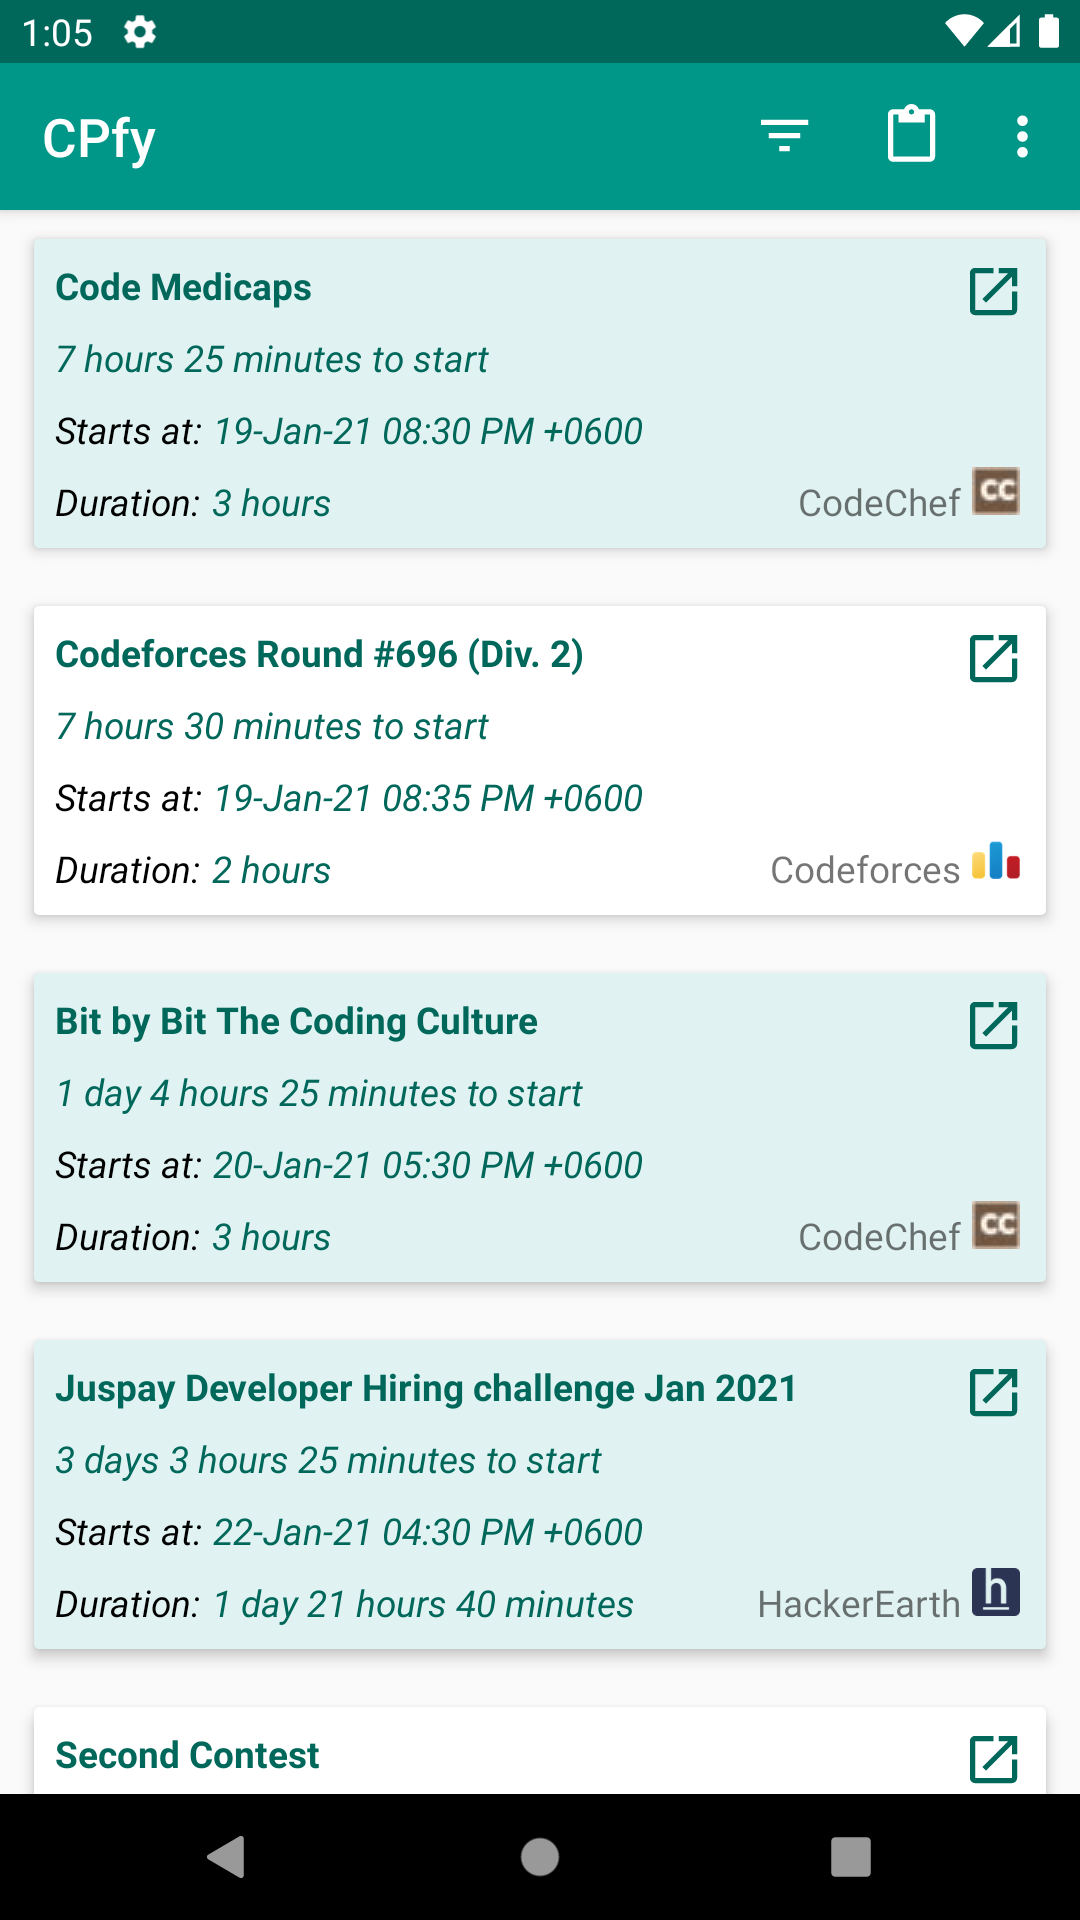 1:05
CPfy
Code Medicaps
7 hours 25 minutes to start
Starts at: 19-Jan-21 08:30 PM +0600
Duration: 3 hours
CodeChef
CC
Codeforces Round #696 (Div. 2)
7 hours 30 minutes to start
Starts at: 19-Jan-21 08:35 PM +0600
Duration: 2 hours
Codeforces
Bit by Bit The Coding Culture
1 day 4 hours 25 minutes to start
Starts at: 20-Jan-21 05:30 PM +0600
Duration: 3 hours
CodeChef
CC
Juspay Developer Hiring challenge Jan 2021
3 days 3 hours 25 minutes to start
Starts at: 22-Jan-21 04:30 PM +0600
Duration: 1 day 21 hours 40 minutes
HackerEarth
h
Second Contest